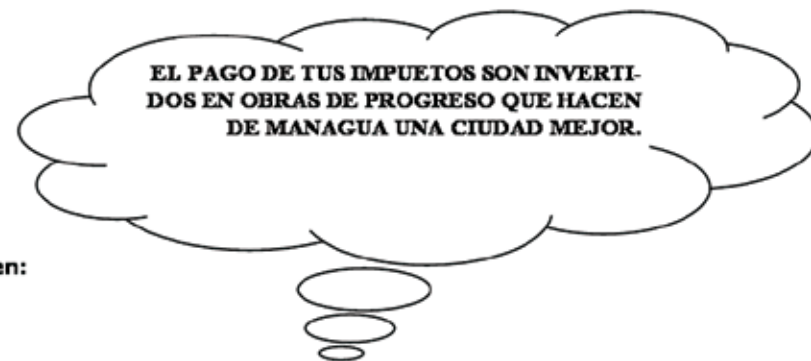 EL PAGO DE TUS IMPUETOS SON INVERTI-
DOS EN OBRAS DE PROGRESO QUE HACEN
DE MANAGUA UNA CIUDAD MEJOR.
en: